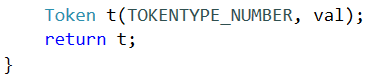 Token t(TOKENTYPE_NUMBER, val);
return t;
}